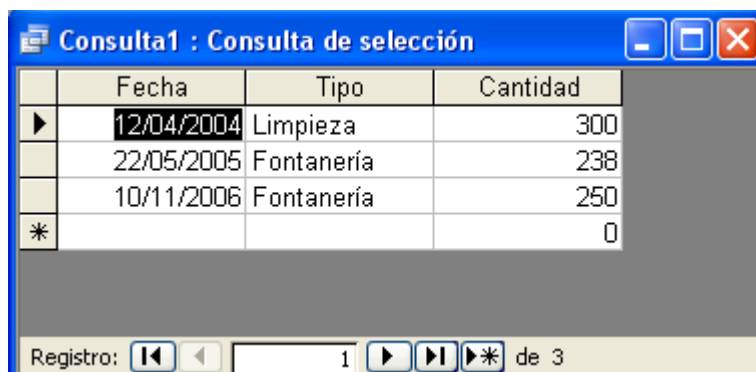 Consulta1 : Consulta de selección
Fecha Tipo Cantidad
12/04/2004 Limpieza 300
22/05/2005 Fontanería 238
10/11/2006 Fontanería 250
0
Registro: 1 de 3